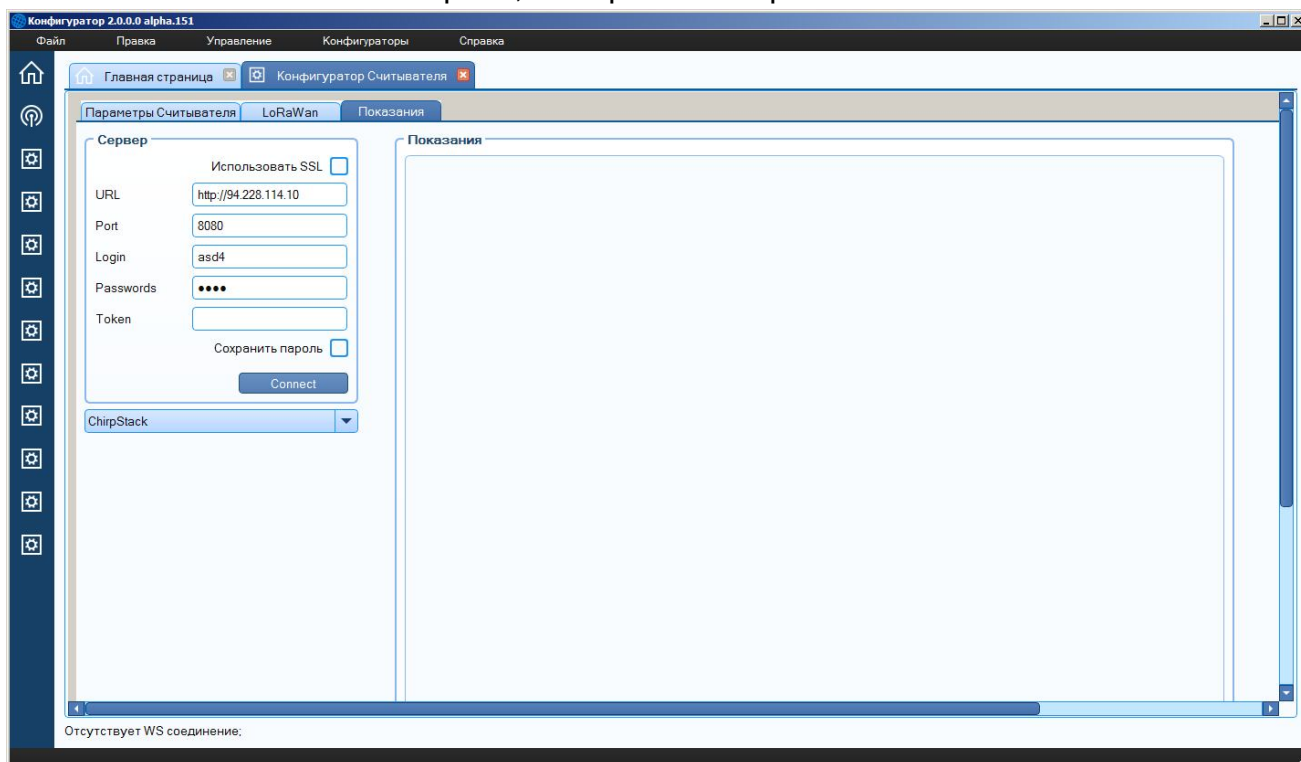 Конфигуратор 2.0.0.0 alpha.151
Файл Правка Управление Конфигураторы Справка
Главная страница Конфигуратор Считывателя
Параметры Считывателя LoRaWan Показания
Сервер
Использовать SSL
URL http://94.228.114.10
Port 8080
Login asd4
Passwords ••••
Token
Сохранить пароль
Connect
ChirpStack
Показания
Отсутствует WS соединение;